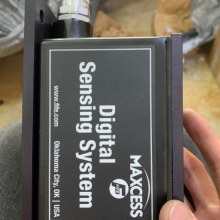 MAXCESS
fife
Digital
Sensing System
www.fife.com
Oklahoma City, OK | USA